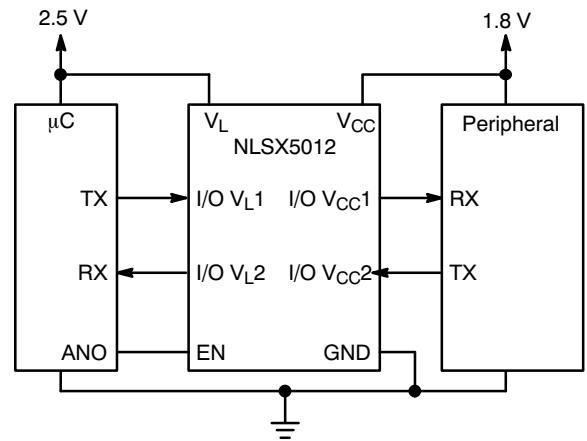 2.5 V
1.8 V
μC
V_L
V_CC
Peripheral
NLSX5012
TX
I/O V_L1
I/O V_CC1
RX
RX
I/O V_L2
I/O V_CC2
TX
ANO
EN
GND